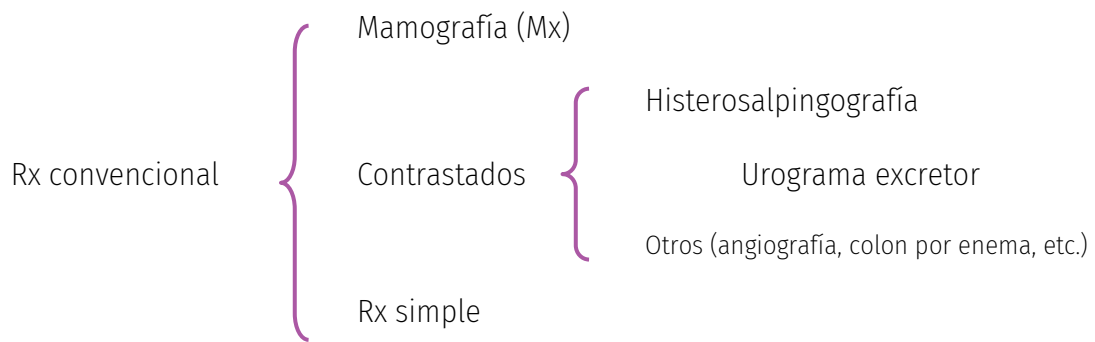 Mamografía (Mx)
Histerosalpingografía
Rx convencional
Contrastados
Urograma excretor
Otros (angiografía, colon por enema, etc.)
Rx simple